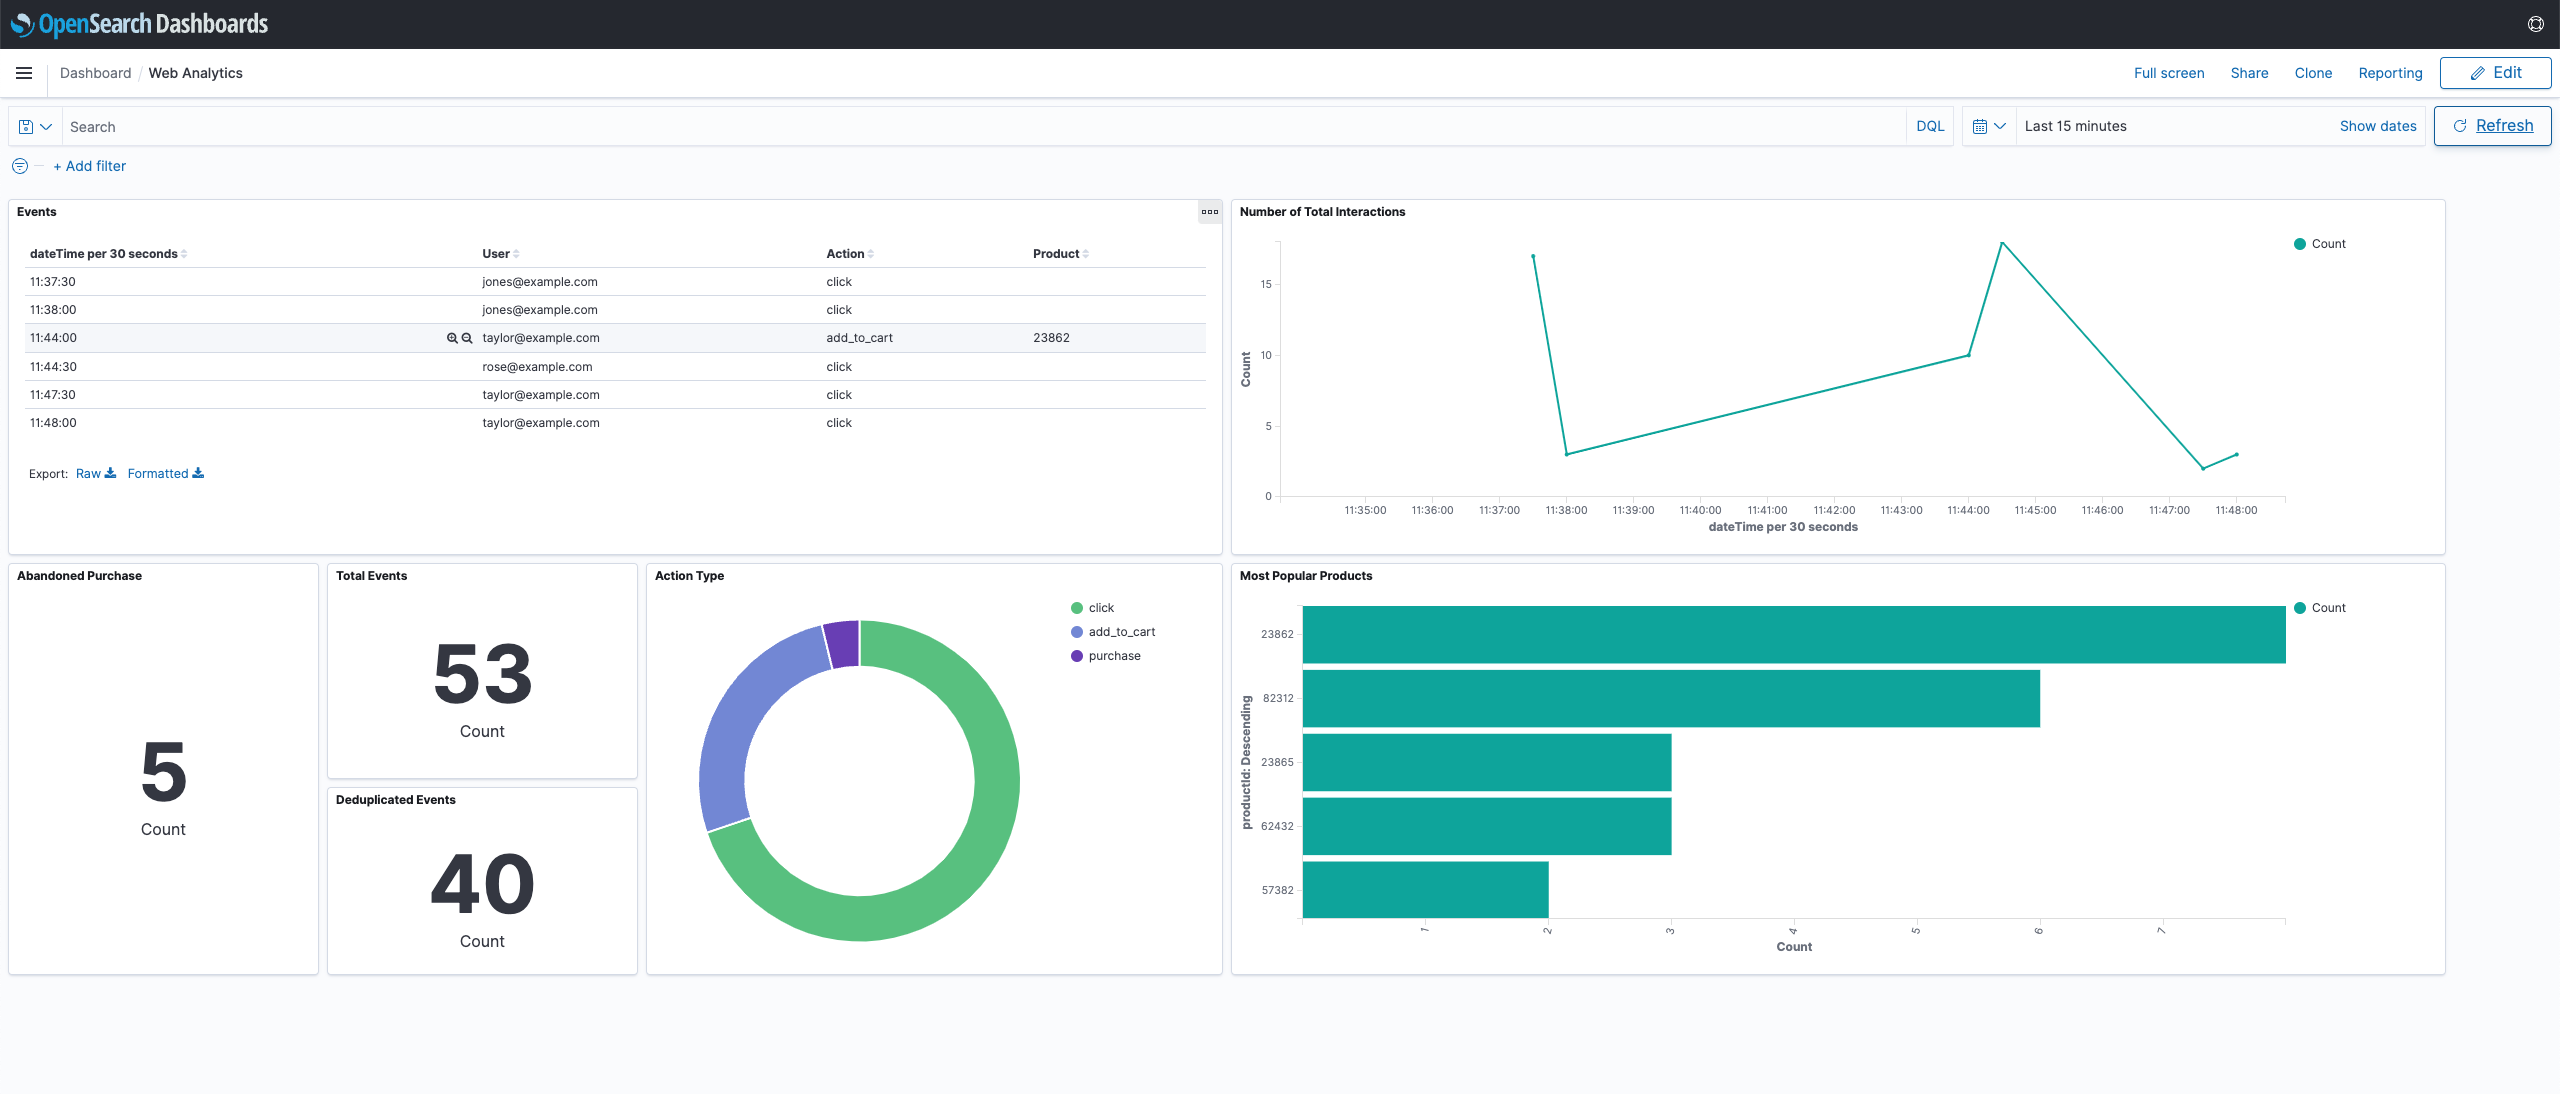 OpenSearch Dashboards
Dashboard / Web Analytics
Full screen Share Clone Reporting Edit
Search DQL Last 15 minutes Show dates Refresh
+ Add filter
Events
dateTime per 30 seconds User Action Product
11:37:30 jones@example.com click
11:38:00 jones@example.com click
11:44:00 taylor@example.com add_to_cart 23862
11:44:30 rose@example.com click
11:47:30 taylor@example.com click
11:48:00 taylor@example.com click
Export: Raw Formatted
Number of Total Interactions
Count
15
10
5
0
Count
11:35:00 11:36:00 11:37:00 11:38:00 11:39:00 11:40:00 11:41:00 11:42:00 11:43:00 11:44:00 11:45:00 11:46:00 11:47:00 11:48:00
dateTime per 30 seconds
Abandoned Purchase
5
Count
Total Events
53
Count
Deduplicated Events
40
Count
Action Type
click
add_to_cart
purchase
Most Popular Products
Count
productId: Descending
23862
82312
23865
62432
57382
1 2 3 4 5 6 7
Count